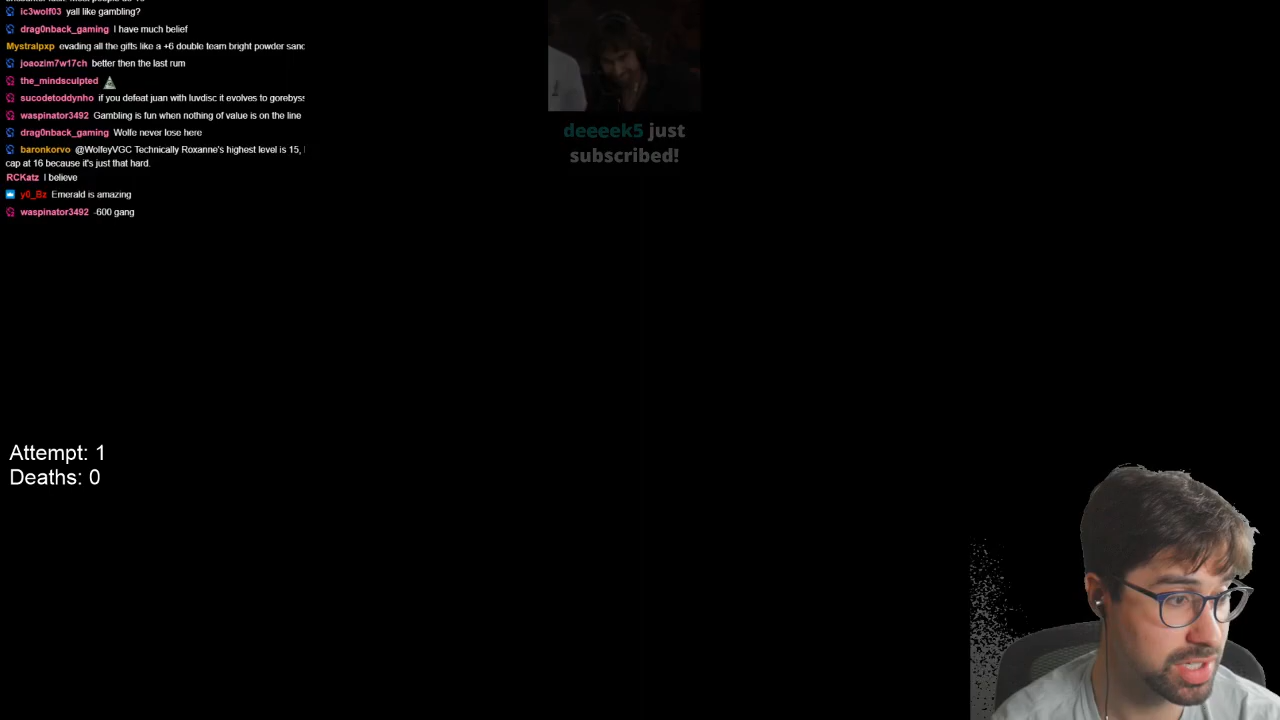 ic3wolf03 yall like gambling?
drag0nback_gaming I have much belief
Mystralpxp evading all the gifts like a +6 double team bright powder sand
joaozim7w17ch better then the last rum
the_mindsculpted
sucodetoddynho if you defeat juan with luvdisc it evolves to gorebyss
waspinator3492 Gambling is fun when nothing of value is on the line
drag0nback_gaming Wolfe never lose here
baronkorvo @WolfeyVGC Technically Roxanne's highest level is 15,
cap at 16 because it's just that hard.
RCKatz I believe
y0_Bz Emerald is amazing
waspinator3492 -600 gang
deeeek5 just
subscribed!
Attempt: 1
Deaths: 0